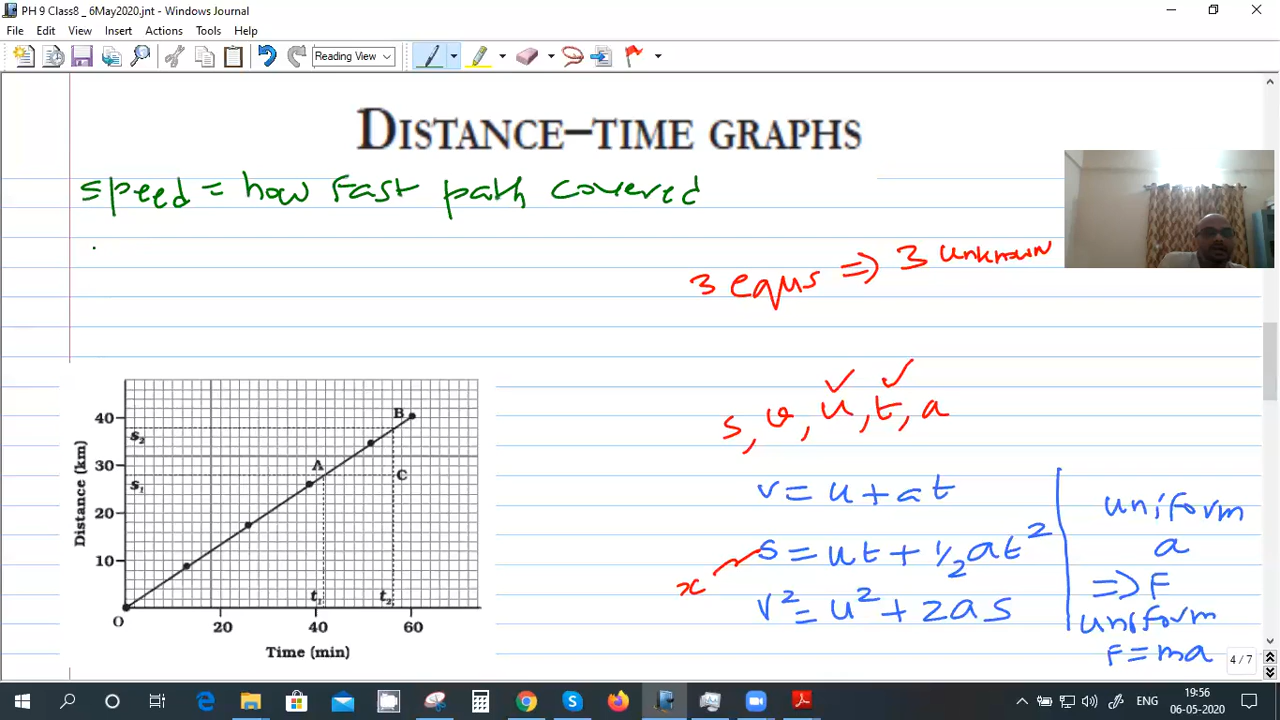 PH 9 Class8 _ 6May2020.jnt - Windows Journal
File Edit View Insert Actions Tools Help
Reading View
DISTANCE–TIME GRAPHS
speed = how fast path covered
3 equs ⇒ 3 unknown
s, v, u, t, a
v = u + at
s = ut + ½at²
x
v² = u² + 2as
uniform
a
⇒ F
uniform
F = ma
40
30
20
10
O
20 40 60
B
A
C
s₂
s₁
t₁ t₂
Distance (km)
Time (min)
4 / 7
ENG
19:56
06-05-2020